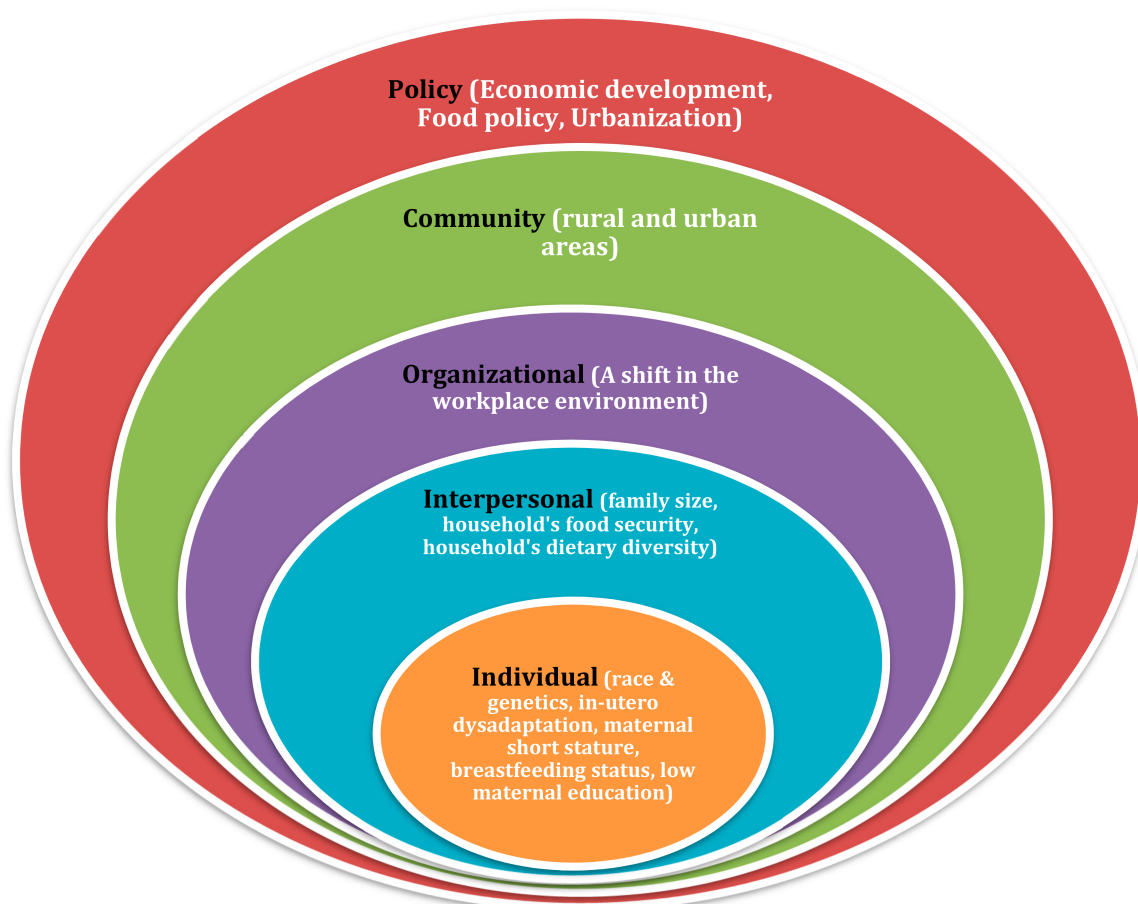 Policy (Economic development,
Food policy, Urbanization)
Community (rural and urban
areas)
Organizational (A shift in the
workplace environment)
Interpersonal (family size,
household's food security,
household's dietary diversity)
Individual (race &
genetics, in-utero
dysadaptation, maternal
short stature,
breastfeeding status, low
maternal education)